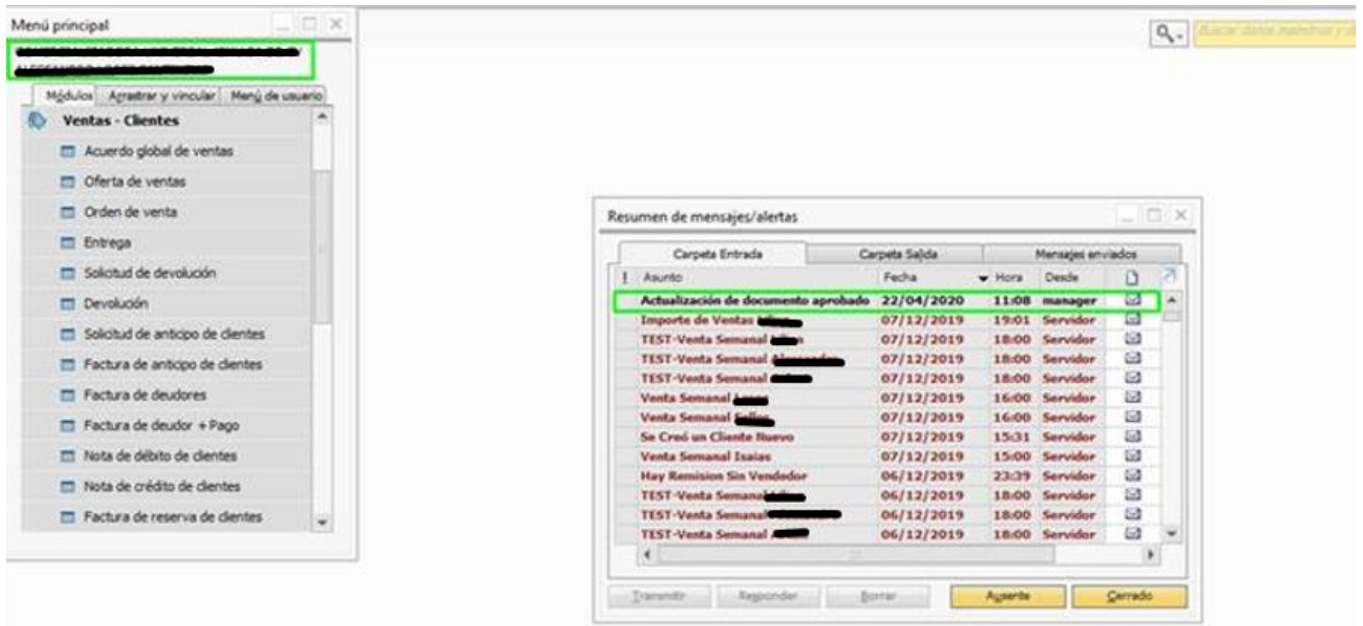 Menú principal
Módulos Arrastrar y vincular Menú de usuario
Ventas - Clientes
Acuerdo global de ventas
Oferta de ventas
Orden de venta
Entrega
Solicitud de devolución
Devolución
Solicitud de anticipo de clientes
Factura de anticipo de clientes
Factura de deudores
Factura de deudor + Pago
Nota de débito de clientes
Nota de crédito de clientes
Factura de reserva de clientes
Buscar datos maestros y
Resumen de mensajes/alertas
Carpeta Entrada Carpeta Salida Mensajes enviados
! Asunto Fecha Hora Desde
Actualización de documento aprobado 22/04/2020 11:08 manager
Importe de Ventas 07/12/2019 19:01 Servidor
TEST-Venta Semanal 07/12/2019 18:00 Servidor
TEST-Venta Semanal 07/12/2019 18:00 Servidor
TEST-Venta Semanal 07/12/2019 18:00 Servidor
Venta Semanal 07/12/2019 16:00 Servidor
Venta Semanal 07/12/2019 16:00 Servidor
Se Creó un Cliente Nuevo 07/12/2019 15:31 Servidor
Venta Semanal Isaias 07/12/2019 15:00 Servidor
Hay Remision Sin Vendedor 06/12/2019 23:39 Servidor
TEST-Venta Semanal 06/12/2019 18:00 Servidor
TEST-Venta Semanal 06/12/2019 18:00 Servidor
TEST-Venta Semanal 06/12/2019 18:00 Servidor
Transmitir Responder Borrar Ausente Cerrado